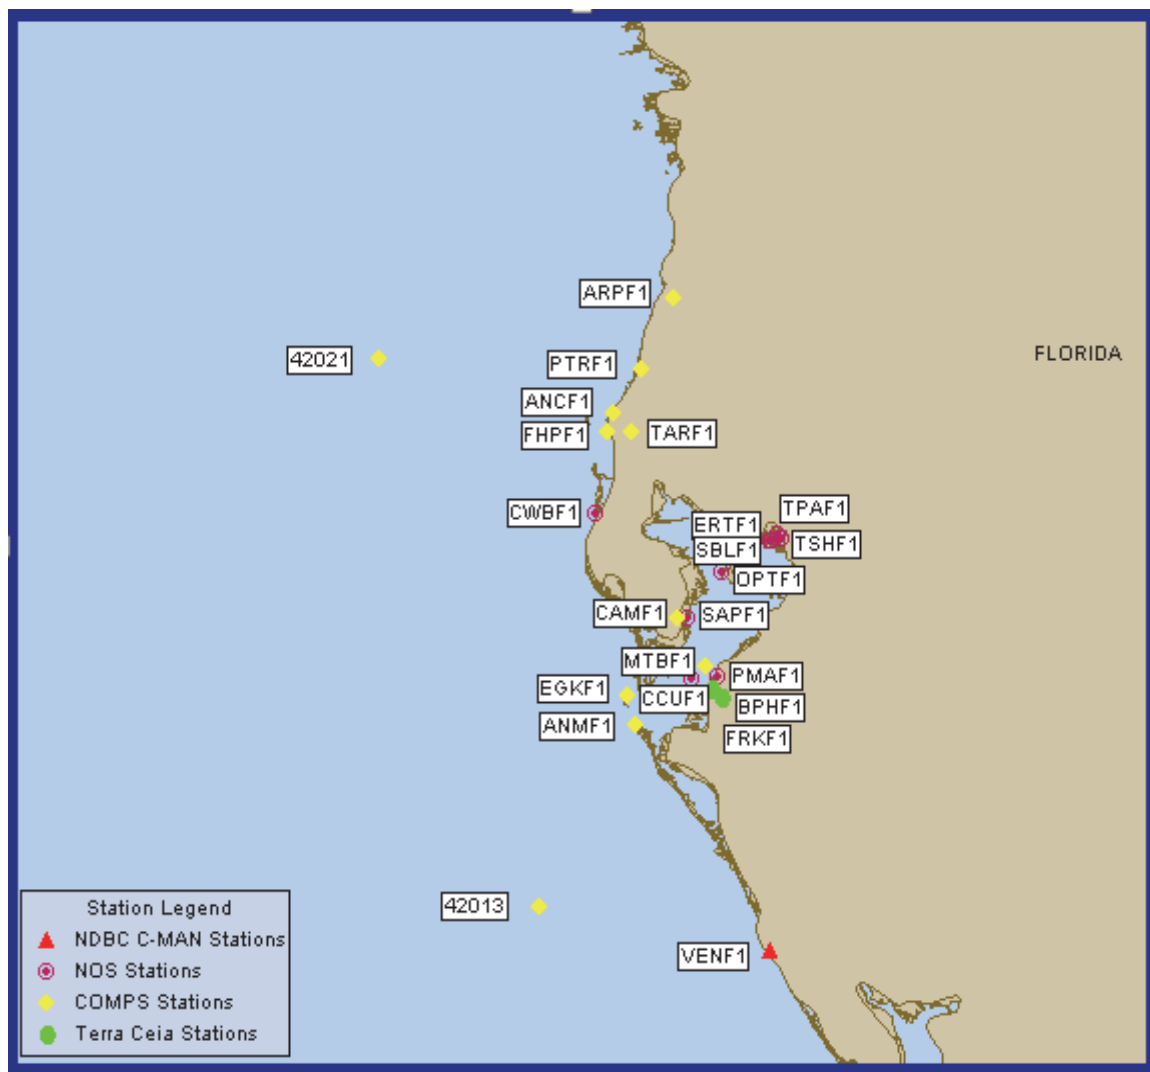 ARPF1
42021
PTRF1
FLORIDA
ANCF1
FHPF1
TARF1
CWBF1
TPAF1
ERTF1
TSHF1
SBLF1
OPTF1
CAMF1
SAPF1
MTBF1
PMAF1
EGKF1
CCUF1
BPHF1
ANMF1
FRKF1
42013
VENF1
Station Legend
NDBC C-MAN Stations
NOS Stations
COMPS Stations
Terra Ceia Stations